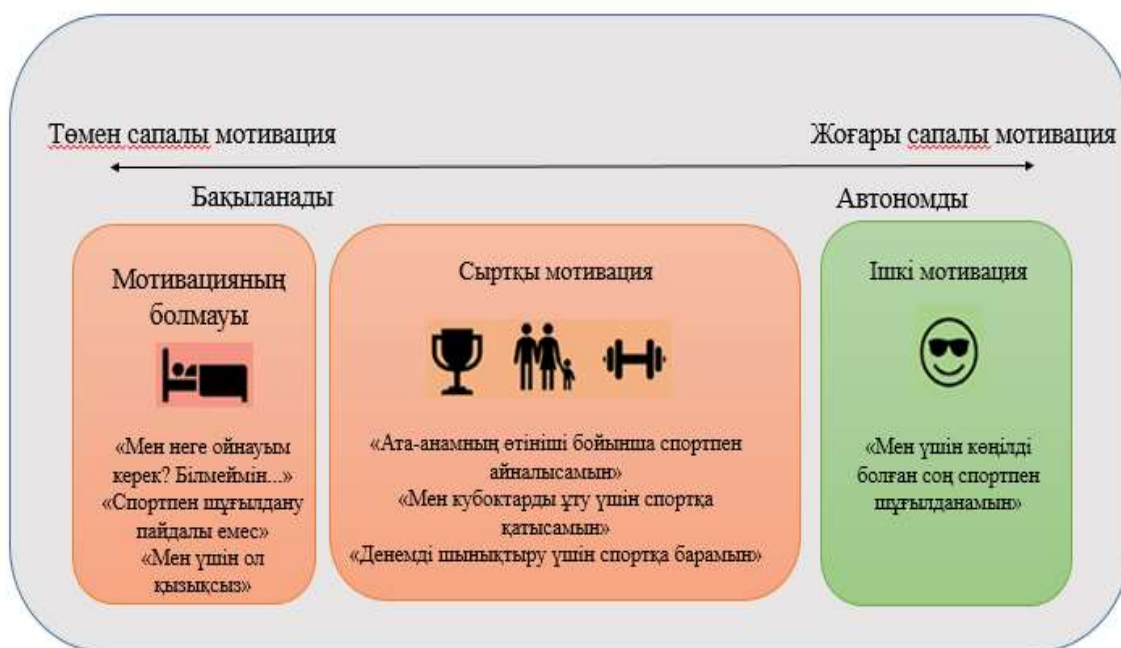 Төмен сапалы мотивация
Жоғары сапалы мотивация
Бақыланады
Автономды
Мотивацияның
болмауы
«Мен неге ойнауым
керек? Білмеймін...»
«Спортпен шұғылдану
пайдалы емес»
«Мен үшін ол
қызықсыз»
Сыртқы мотивация
«Ата-анамның өтініші бойынша спортпен
айналысамын»
«Мен кубоктарды ұту үшін спортқа
қатысамын»
«Денемді шынықтыру үшін спортқа барамын»
Ішкі мотивация
«Мен үшін көңілді
болған соң спортпен
шұғылданамын»